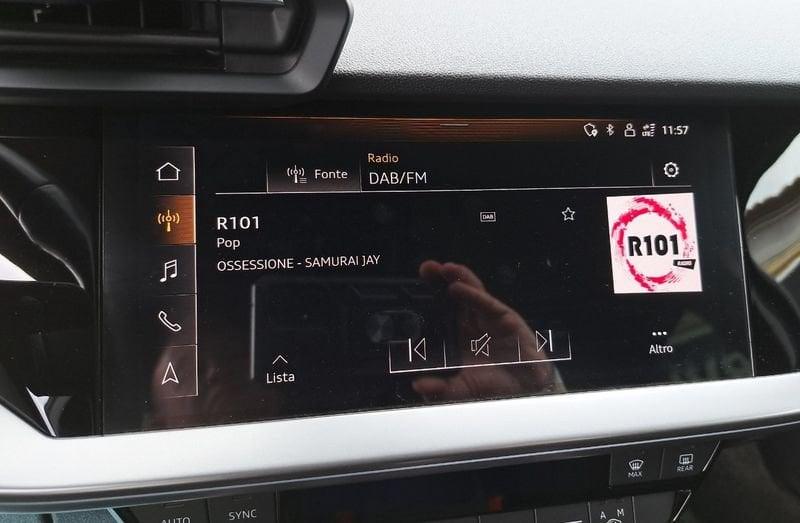 11:57
Fonte
Radio
DAB/FM
R101
DAB
Pop
OSSESSIONE - SAMURAI JAY
R101
RADIO
Lista
Altro
MAX
REAR
AUTO
SYNC
A M